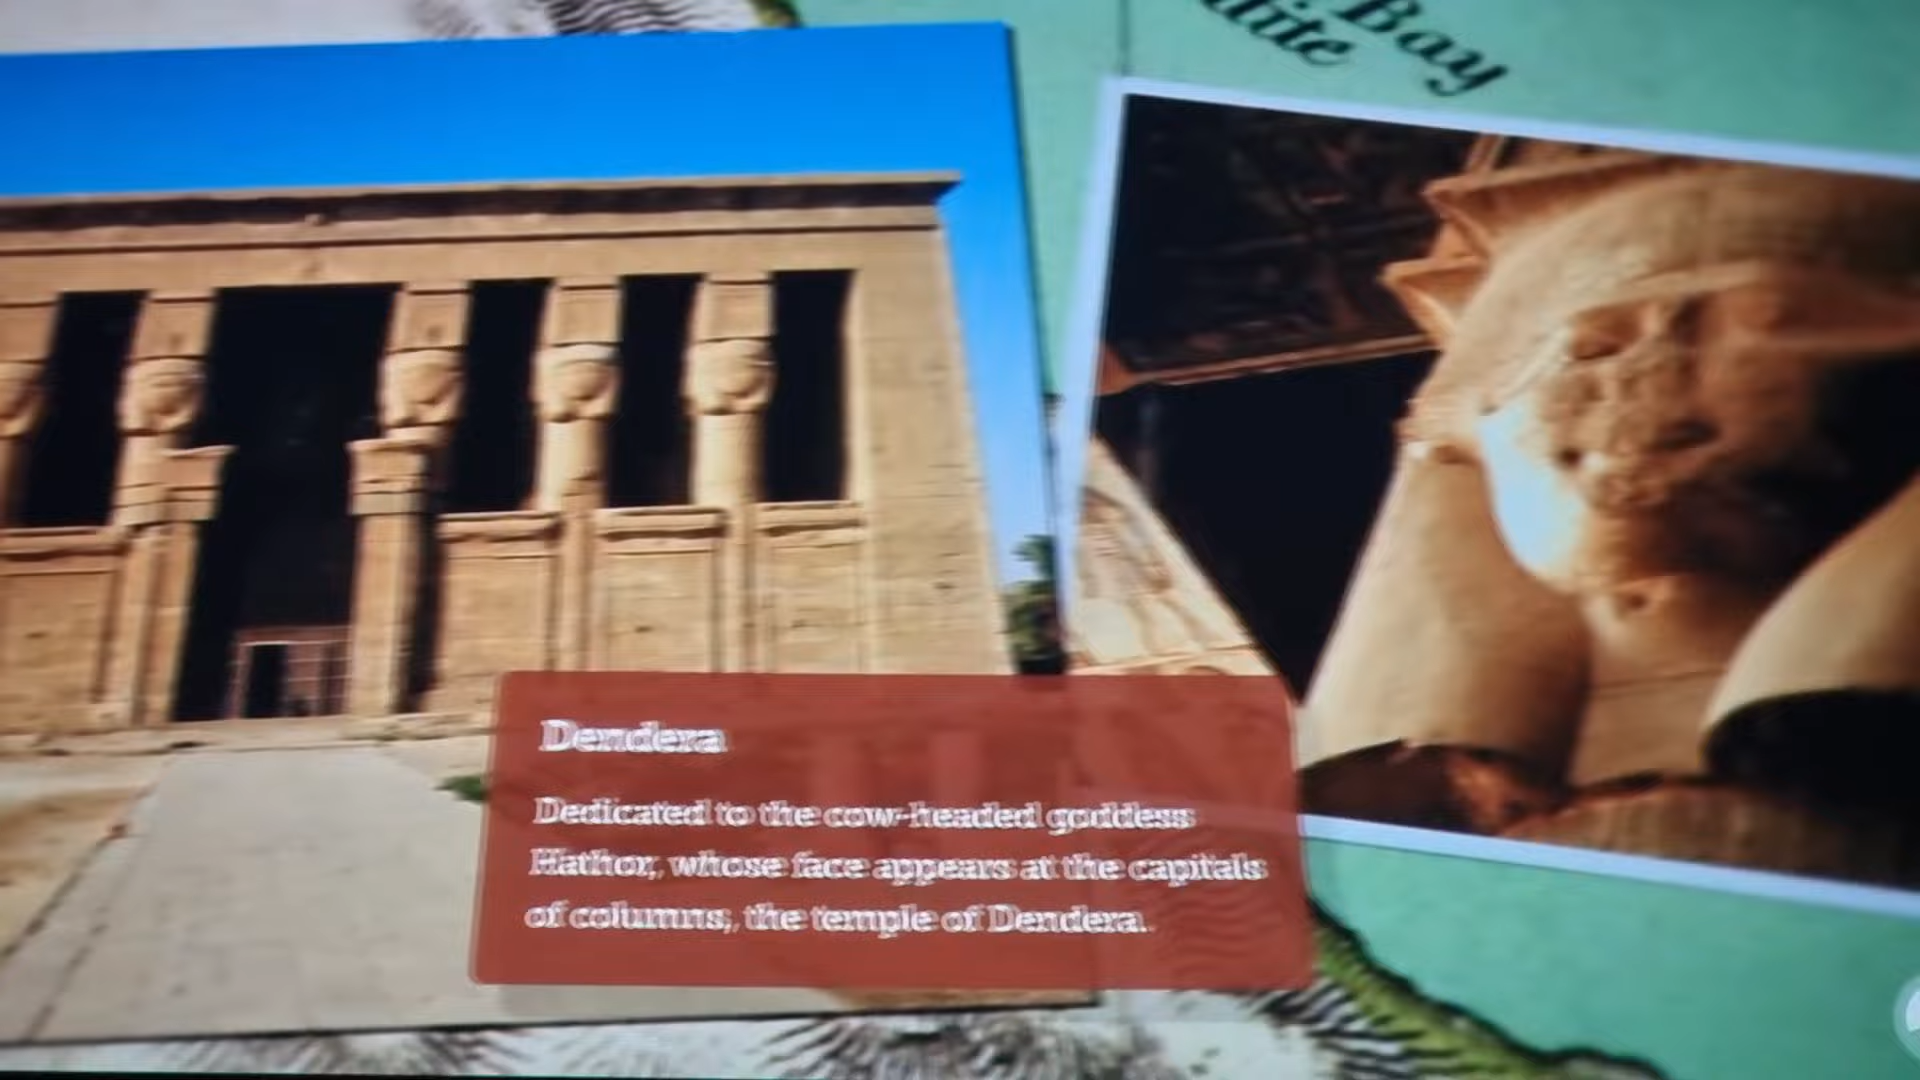 Bay
Dendera
Dedicated to the cow-headed goddess
Hathor, whose face appears at the capitals
of columns, the temple of Dendera.